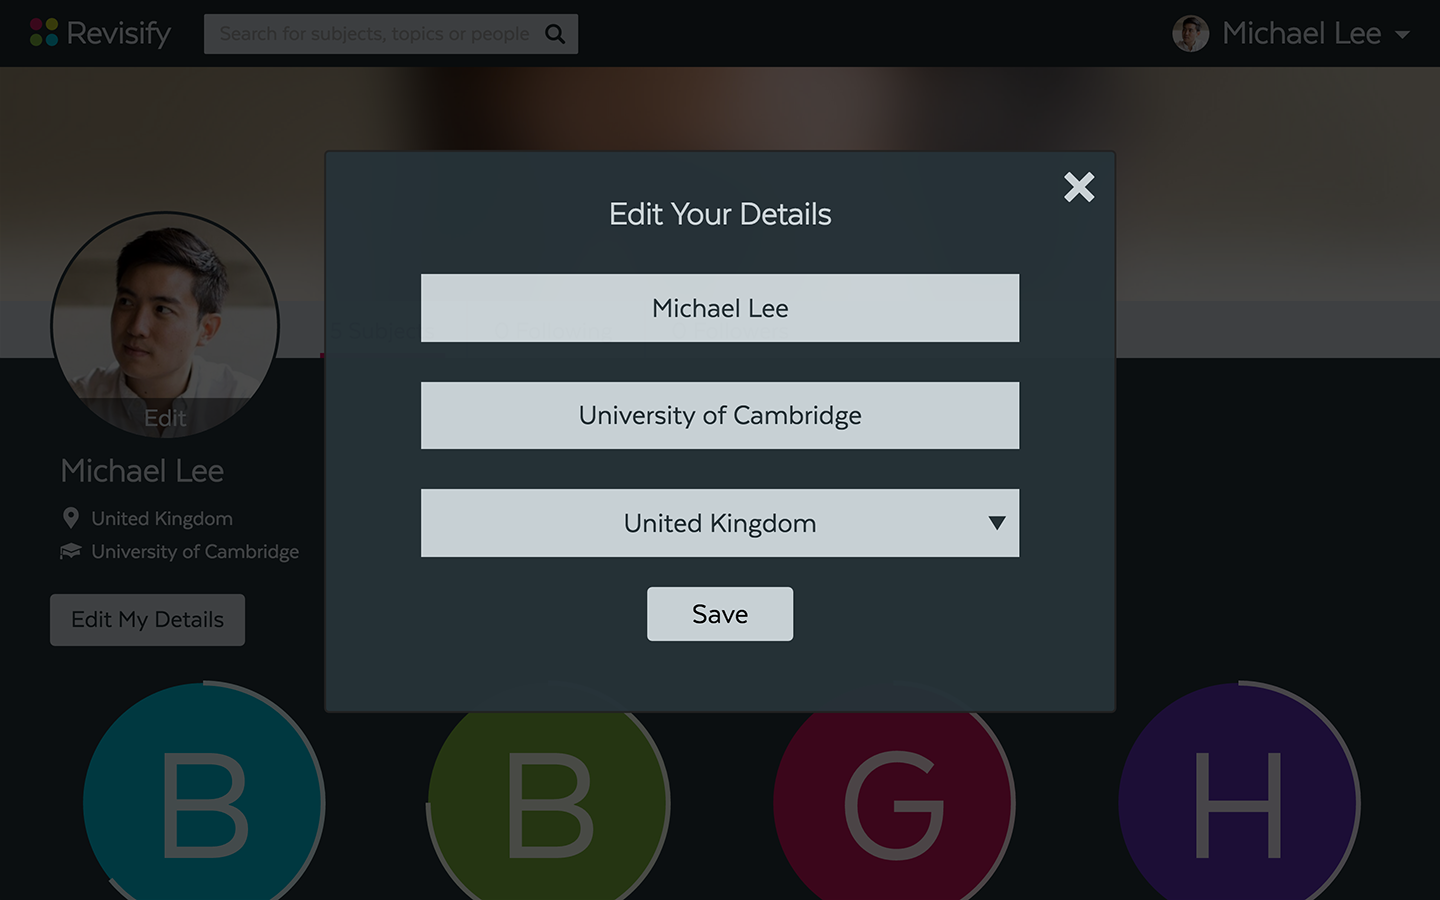 Revisify
Search for subjects, topics or people
Michael Lee
Edit Your Details
Michael Lee
University of Cambridge
United Kingdom
Save
Edit
Michael Lee
United Kingdom
University of Cambridge
Edit My Details
B
B
G
H